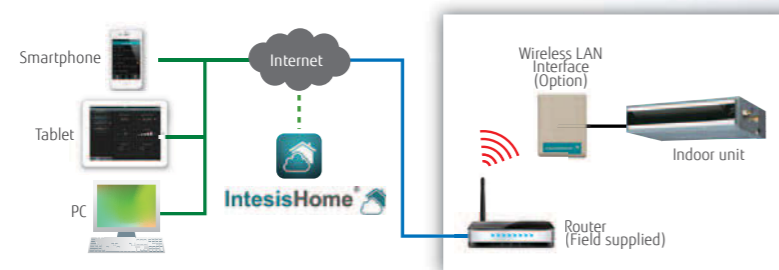 Smartphone
Tablet
PC
Internet
IntesisHome®
Wireless LAN
Interface
(Option)
Indoor unit
Router
(Field supplied)